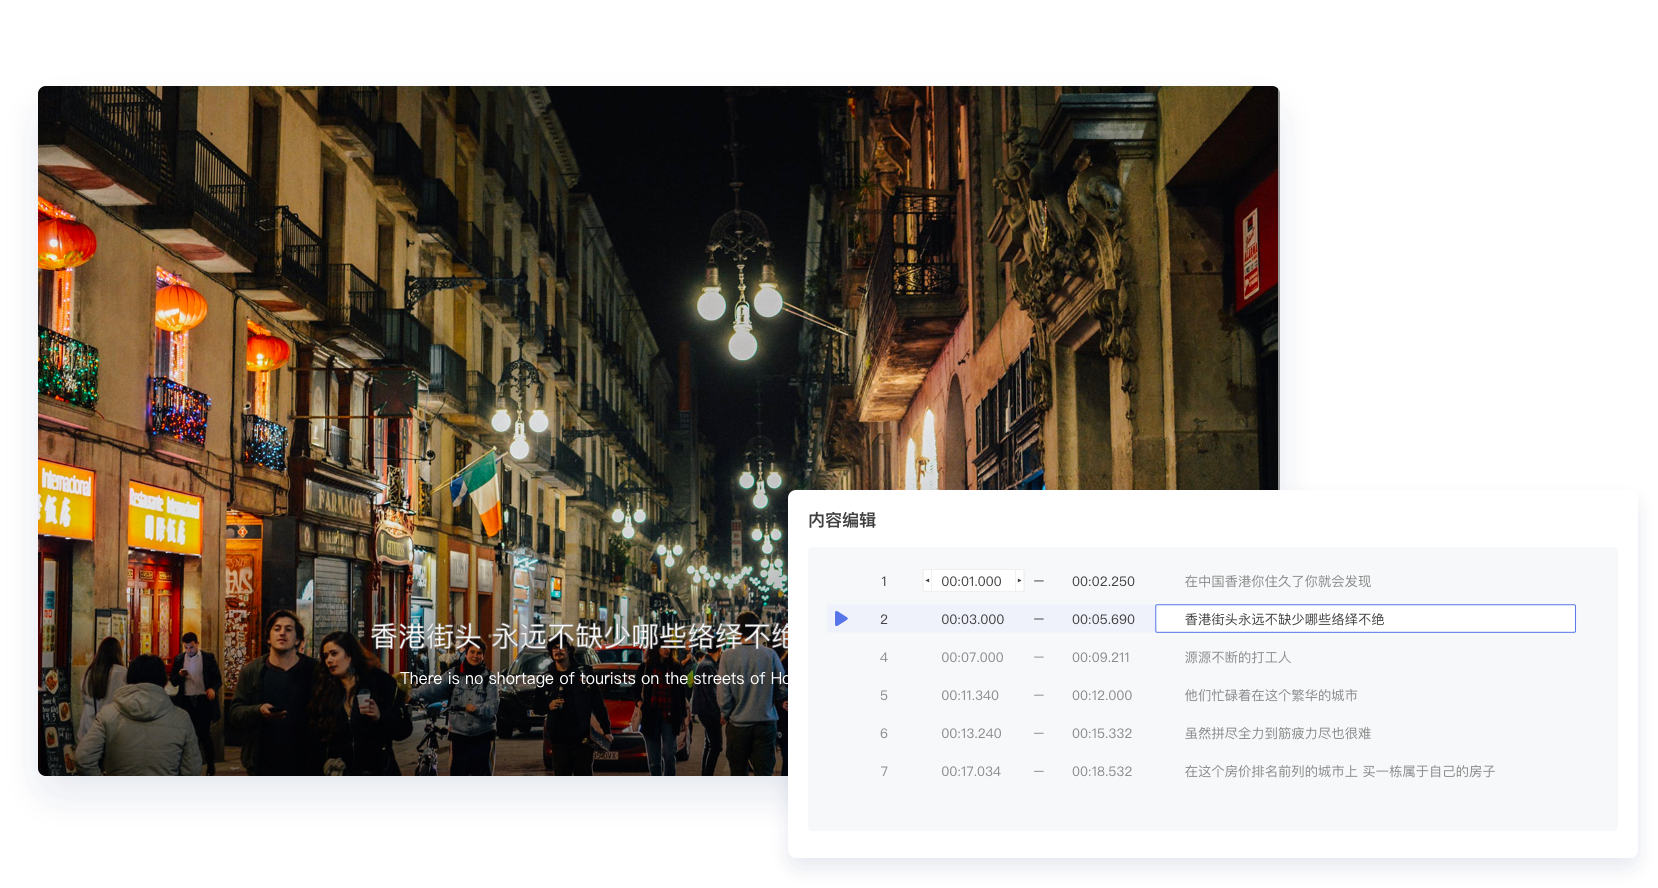 Internacional
飯店
Restaurante Internacional
国際飯店
FARMACIA
香港街头 永远不缺少哪些络绎不绝
There is no shortage of tourists on the streets of Ho
内容编辑
1 00:01.000 — 00:02.250 在中国香港你住久了你就会发现
2 00:03.000 — 00:05.690 香港街头永远不缺少哪些络绎不绝
4 00:07.000 — 00:09.211 源源不断的打工人
5 00:11.340 — 00:12.000 他们忙碌着在这个繁华的城市
6 00:13.240 — 00:15.332 虽然拼尽全力到筋疲力尽也很难
7 00:17.034 — 00:18.532 在这个房价排名前列的城市上 买一栋属于自己的房子